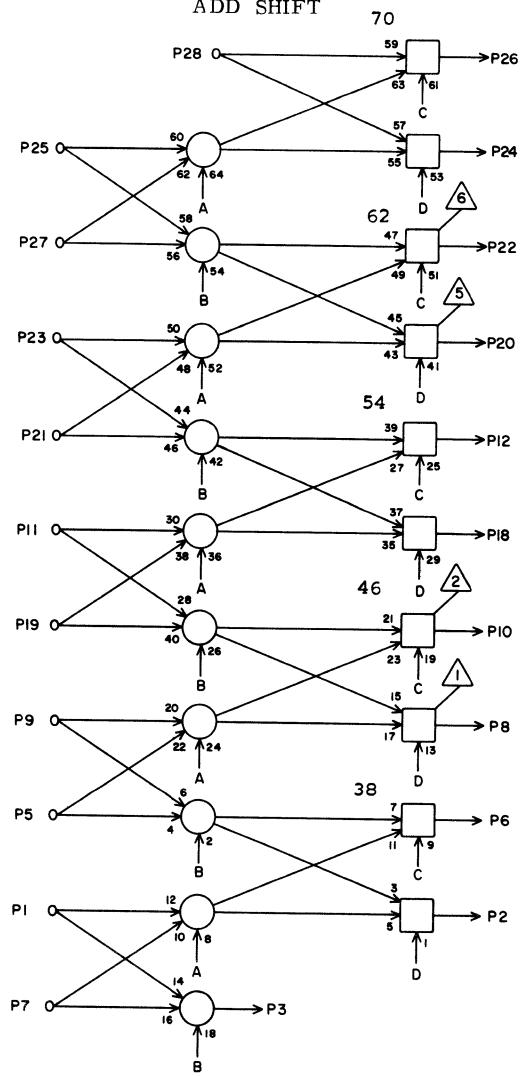 ADD SHIFT
70
P28 59 P26
63 61
C
57
P25 60 55 P24
62 64 53
A D 6
58 62
P27 56 47 P22
54 49 51
B C 5
45
P23 50 43 P20
48 52 41
A D
44 54
P21 46 39 P12
42 27 25
B C
37
P11 30 35 P18
38 36 29
A D
28 46 2
P19 40 21 P10
26 23 19
B C 1
15
P9 20 17 P8
22 24 13
A D
6 38
P5 4 7 P6
2 11 9
B C
3
P1 12 5 P2
10 8 1
A D
14
P7 16 P3
18
B